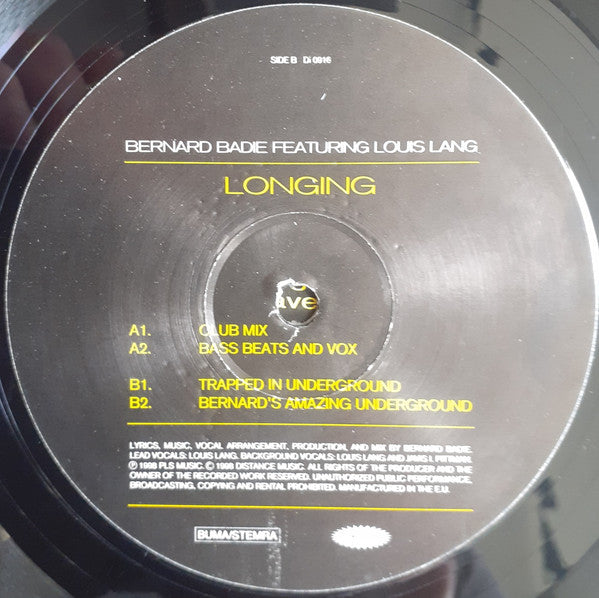 SIDE B Di 0816
BERNARD BADIE FEATURING LOUIS LANG
LONGING
ive
A1. CLUB MIX
A2. BASS BEATS AND VOX
B1. TRAPPED IN UNDERGROUND
B2. BERNARD'S AMAZING UNDERGROUND
LYRICS, MUSIC, VOCAL ARRANGEMENT, PRODUCTION, AND MIX BY BERNARD BADIE.
LEAD VOCALS: LOUIS LANG. BACKGROUND VOCALS: LOUIS LANG AND JAMS I. PITTMAN.
℗ 1998 PLS MUSIC. © 1998 DISTANCE MUSIC. ALL RIGHTS OF THE PRODUCER AND THE
OWNER OF THE RECORDED WORK RESERVED. UNAUTHORIZED PUBLIC PERFORMANCE,
BROADCASTING, COPYING AND RENTAL PROHIBITED. MANUFACTURED IN THE E.U.
BUMA/STEMRA